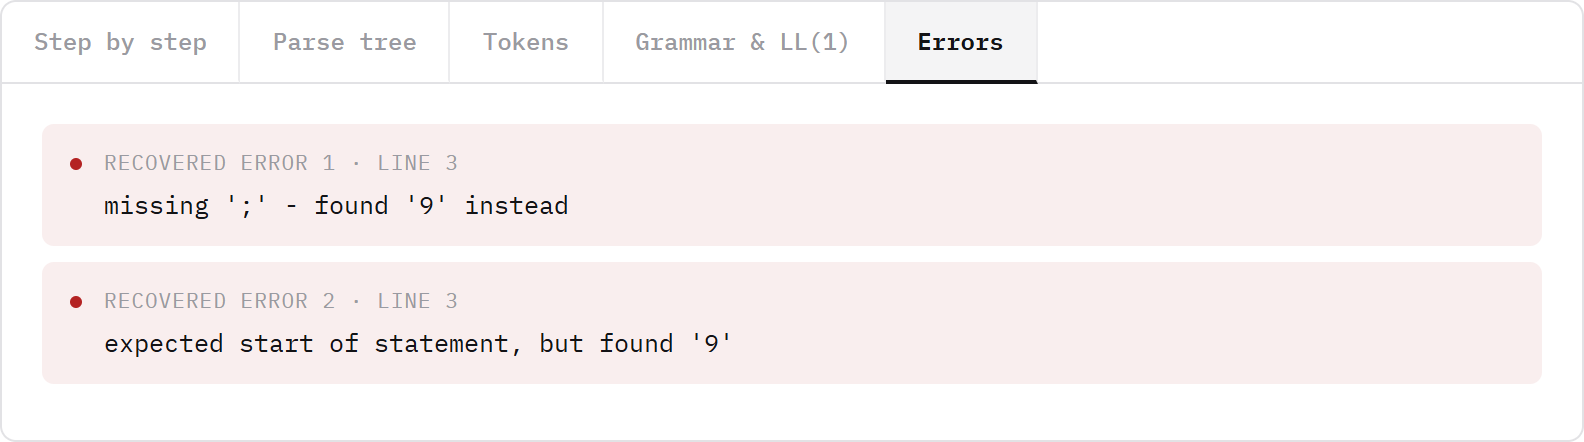 Step by step Parse tree Tokens Grammar & LL(1) Errors
RECOVERED ERROR 1 · LINE 3
missing ';' - found '9' instead
RECOVERED ERROR 2 · LINE 3
expected start of statement, but found '9'